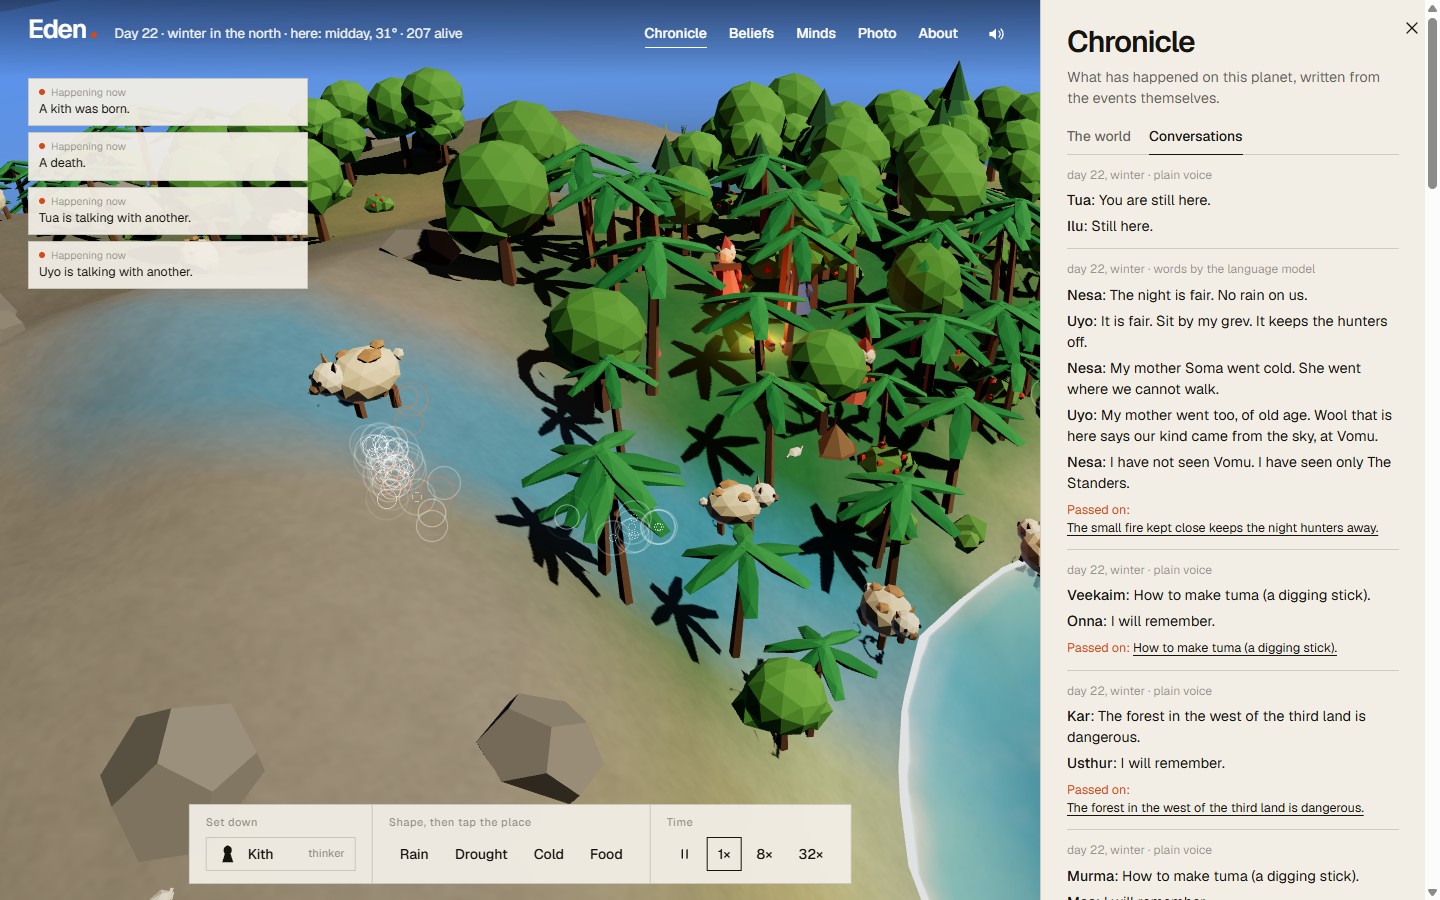 Eden.
Day 22 · winter in the north · here: midday, 31° · 207 alive
Chronicle
Beliefs
Minds
Photo
About
Happening now
A kith was born.
Happening now
A death.
Happening now
Tua is talking with another.
Happening now
Uyo is talking with another.
Set down
Kith
thinker
Shape, then tap the place
Rain
Drought
Cold
Food
Time
1×
8×
32×
Chronicle
What has happened on this planet, written from
the events themselves.
The world
Conversations
day 22, winter · plain voice
Tua: You are still here.
Ilu: Still here.
day 22, winter · words by the language model
Nesa: The night is fair. No rain on us.
Uyo: It is fair. Sit by my grev. It keeps the hunters
off.
Nesa: My mother Soma went cold. She went
where we cannot walk.
Uyo: My mother went too, of old age. Wool that is
here says our kind came from the sky, at Vomu.
Nesa: I have not seen Vomu. I have seen only The
Standers.
Passed on:
The small fire kept close keeps the night hunters away.
day 22, winter · plain voice
Veekaim: How to make tuma (a digging stick).
Onna: I will remember.
Passed on: How to make tuma (a digging stick).
day 22, winter · plain voice
Kar: The forest in the west of the third land is
dangerous.
Usthur: I will remember.
Passed on:
The forest in the west of the third land is dangerous.
day 22, winter · plain voice
Murma: How to make tuma (a digging stick).